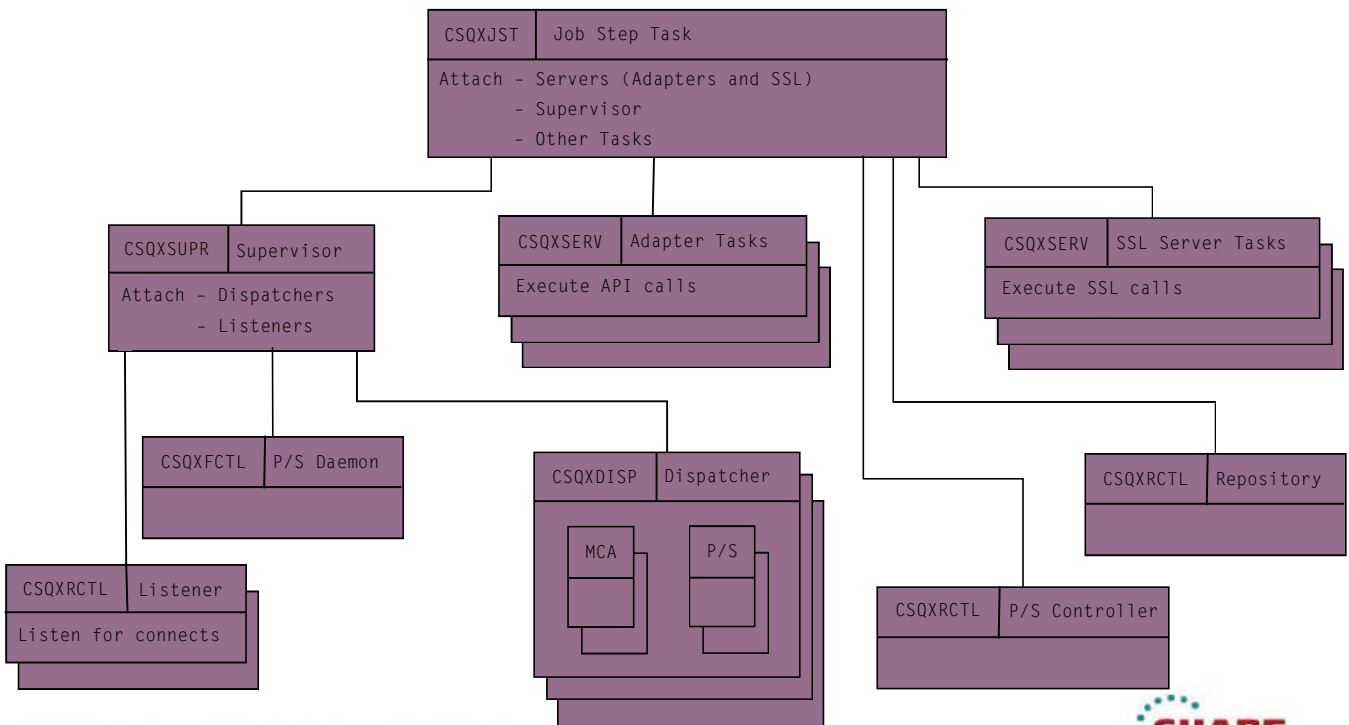 CSQXJST Job Step Task
Attach – Servers (Adapters and SSL)
– Supervisor
– Other Tasks
CSQXSUPR Supervisor
Attach – Dispatchers
– Listeners
CSQXSERV Adapter Tasks
Execute API calls
CSQXSERV SSL Server Tasks
Execute SSL calls
CSQXFCTL P/S Daemon
CSQXDISP Dispatcher
MCA
P/S
CSQXRCTL Repository
CSQXRCTL Listener
Listen for connects
CSQXRCTL P/S Controller
SHARE